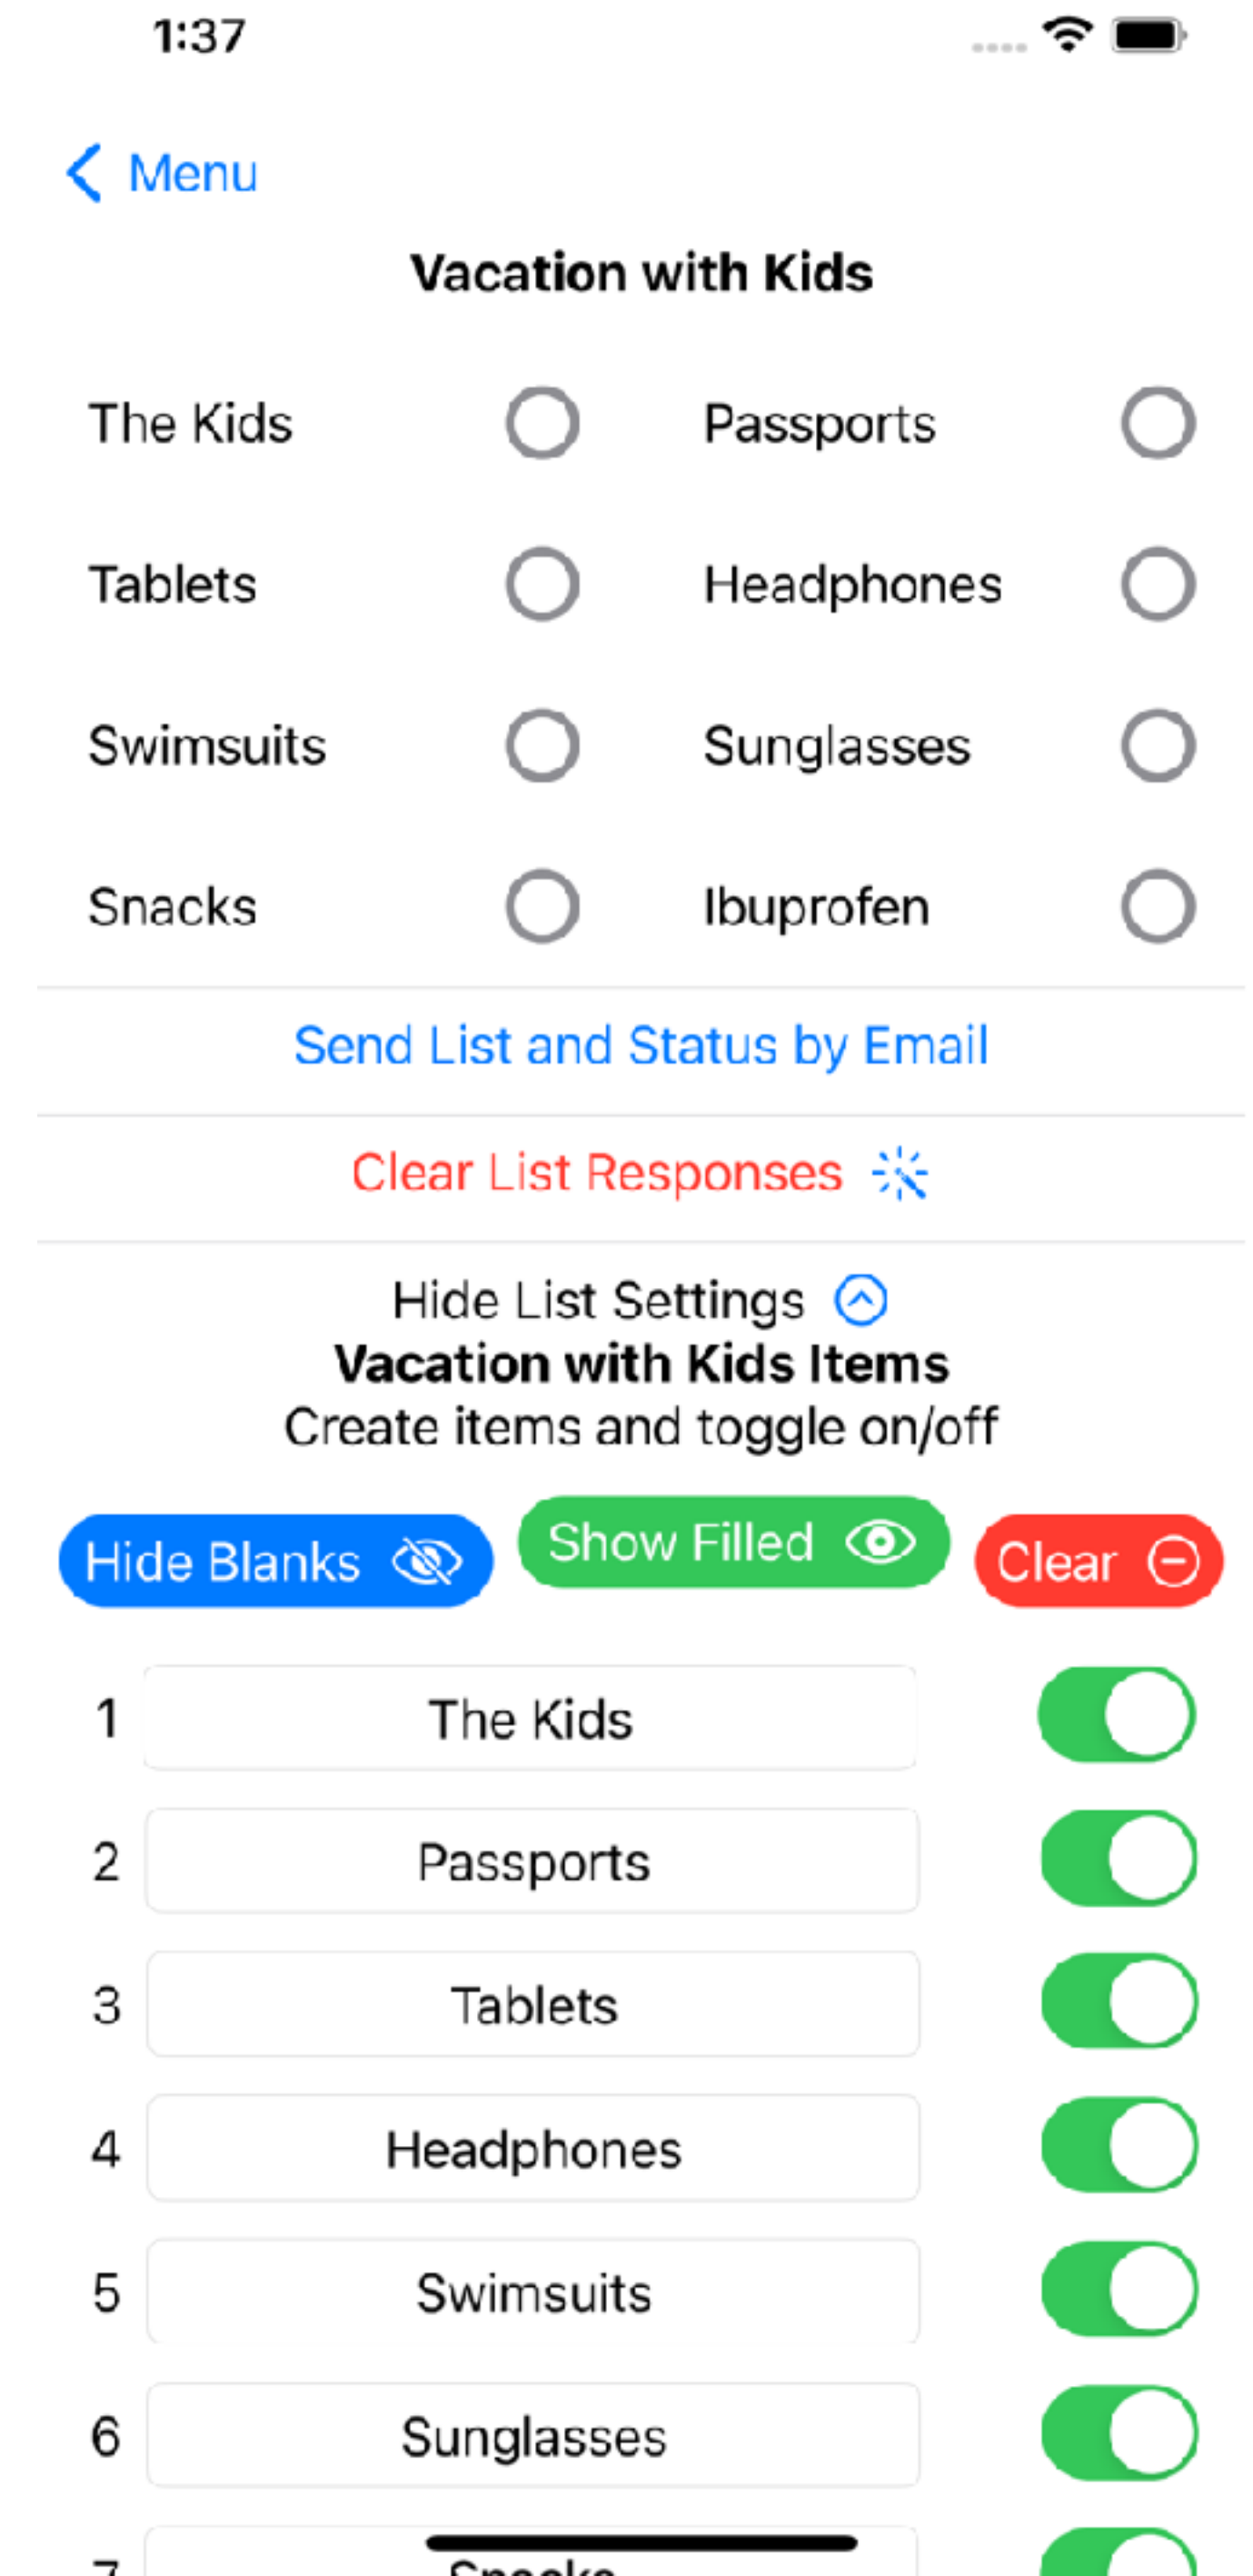 1:37
Menu
Vacation with Kids
The Kids Passports
Tablets Headphones
Swimsuits Sunglasses
Snacks Ibuprofen
Send List and Status by Email
Clear List Responses
Hide List Settings
Vacation with Kids Items
Create items and toggle on/off
Hide Blanks Show Filled Clear
1 The Kids
2 Passports
3 Tablets
4 Headphones
5 Swimsuits
6 Sunglasses
7 Snacks